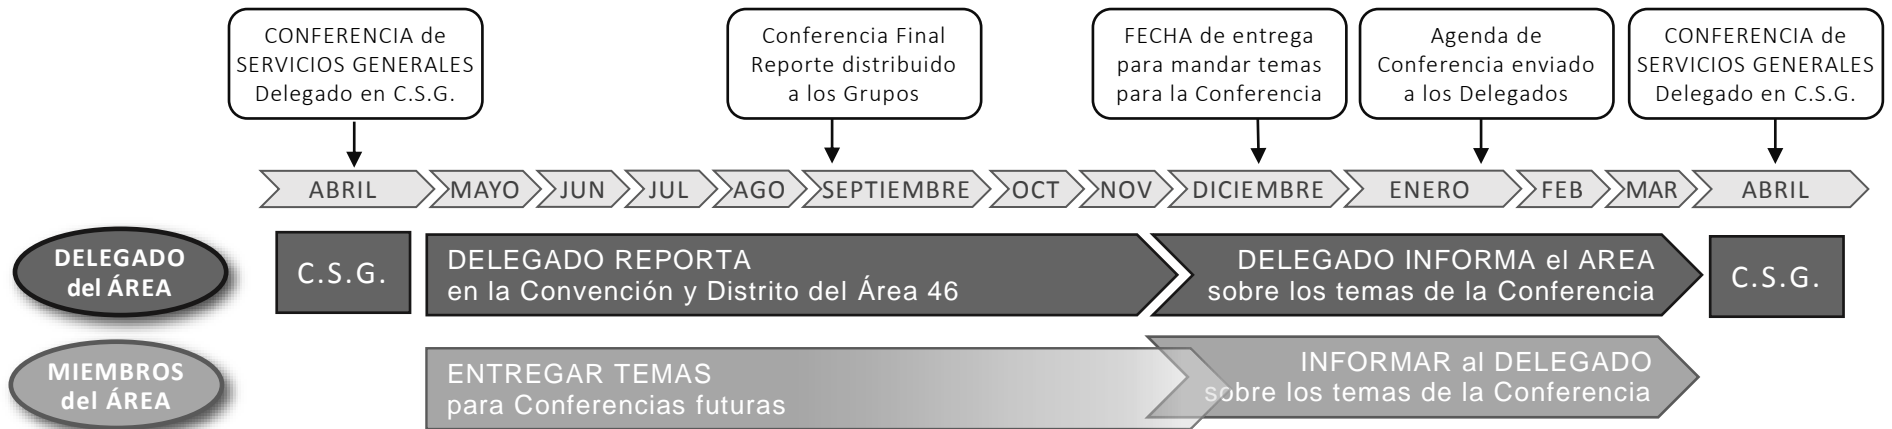 CONFERENCIA de
SERVICIOS GENERALES
Delegado en C.S.G.
Conferencia Final
Reporte distribuido
a los Grupos
FECHA de entrega
para mandar temas
para la Conferencia
Agenda de
Conferencia enviado
a los Delegados
CONFERENCIA de
SERVICIOS GENERALES
Delegado en C.S.G.
ABRIL
MAYO
JUN
JUL
AGO
SEPTIEMBRE
OCT
NOV
DICIEMBRE
ENERO
FEB
MAR
ABRIL
DELEGADO
del ÁREA
C.S.G.
DELEGADO REPORTA
en la Convención y Distrito del Área 46
DELEGADO INFORMA el AREA
sobre los temas de la Conferencia
C.S.G.
MIEMBROS
del ÁREA
ENTREGAR TEMAS
para Conferencias futuras
INFORMAR al DELEGADO
sobre los temas de la Conferencia